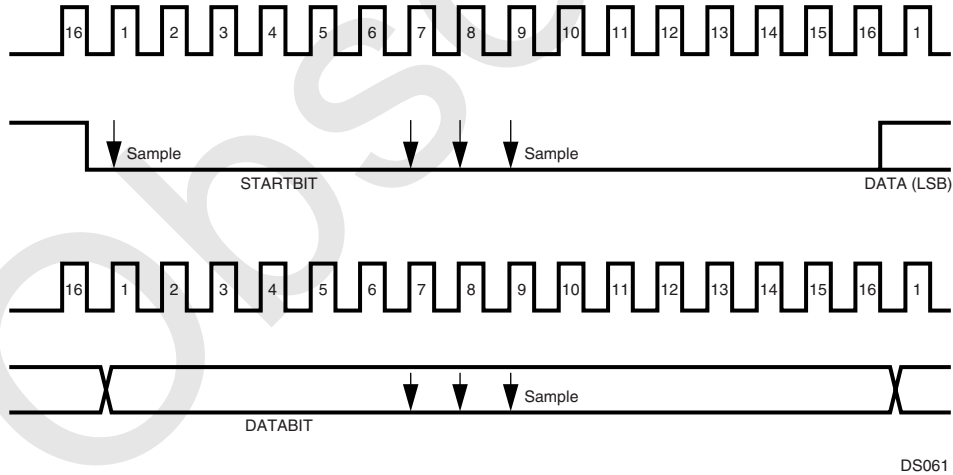 16 1 2 3 4 5 6 7 8 9 10 11 12 13 14 15 16 1
Sample Sample
STARTBIT DATA (LSB)
16 1 2 3 4 5 6 7 8 9 10 11 12 13 14 15 16 1
Sample
DATABIT
DS061
Obso